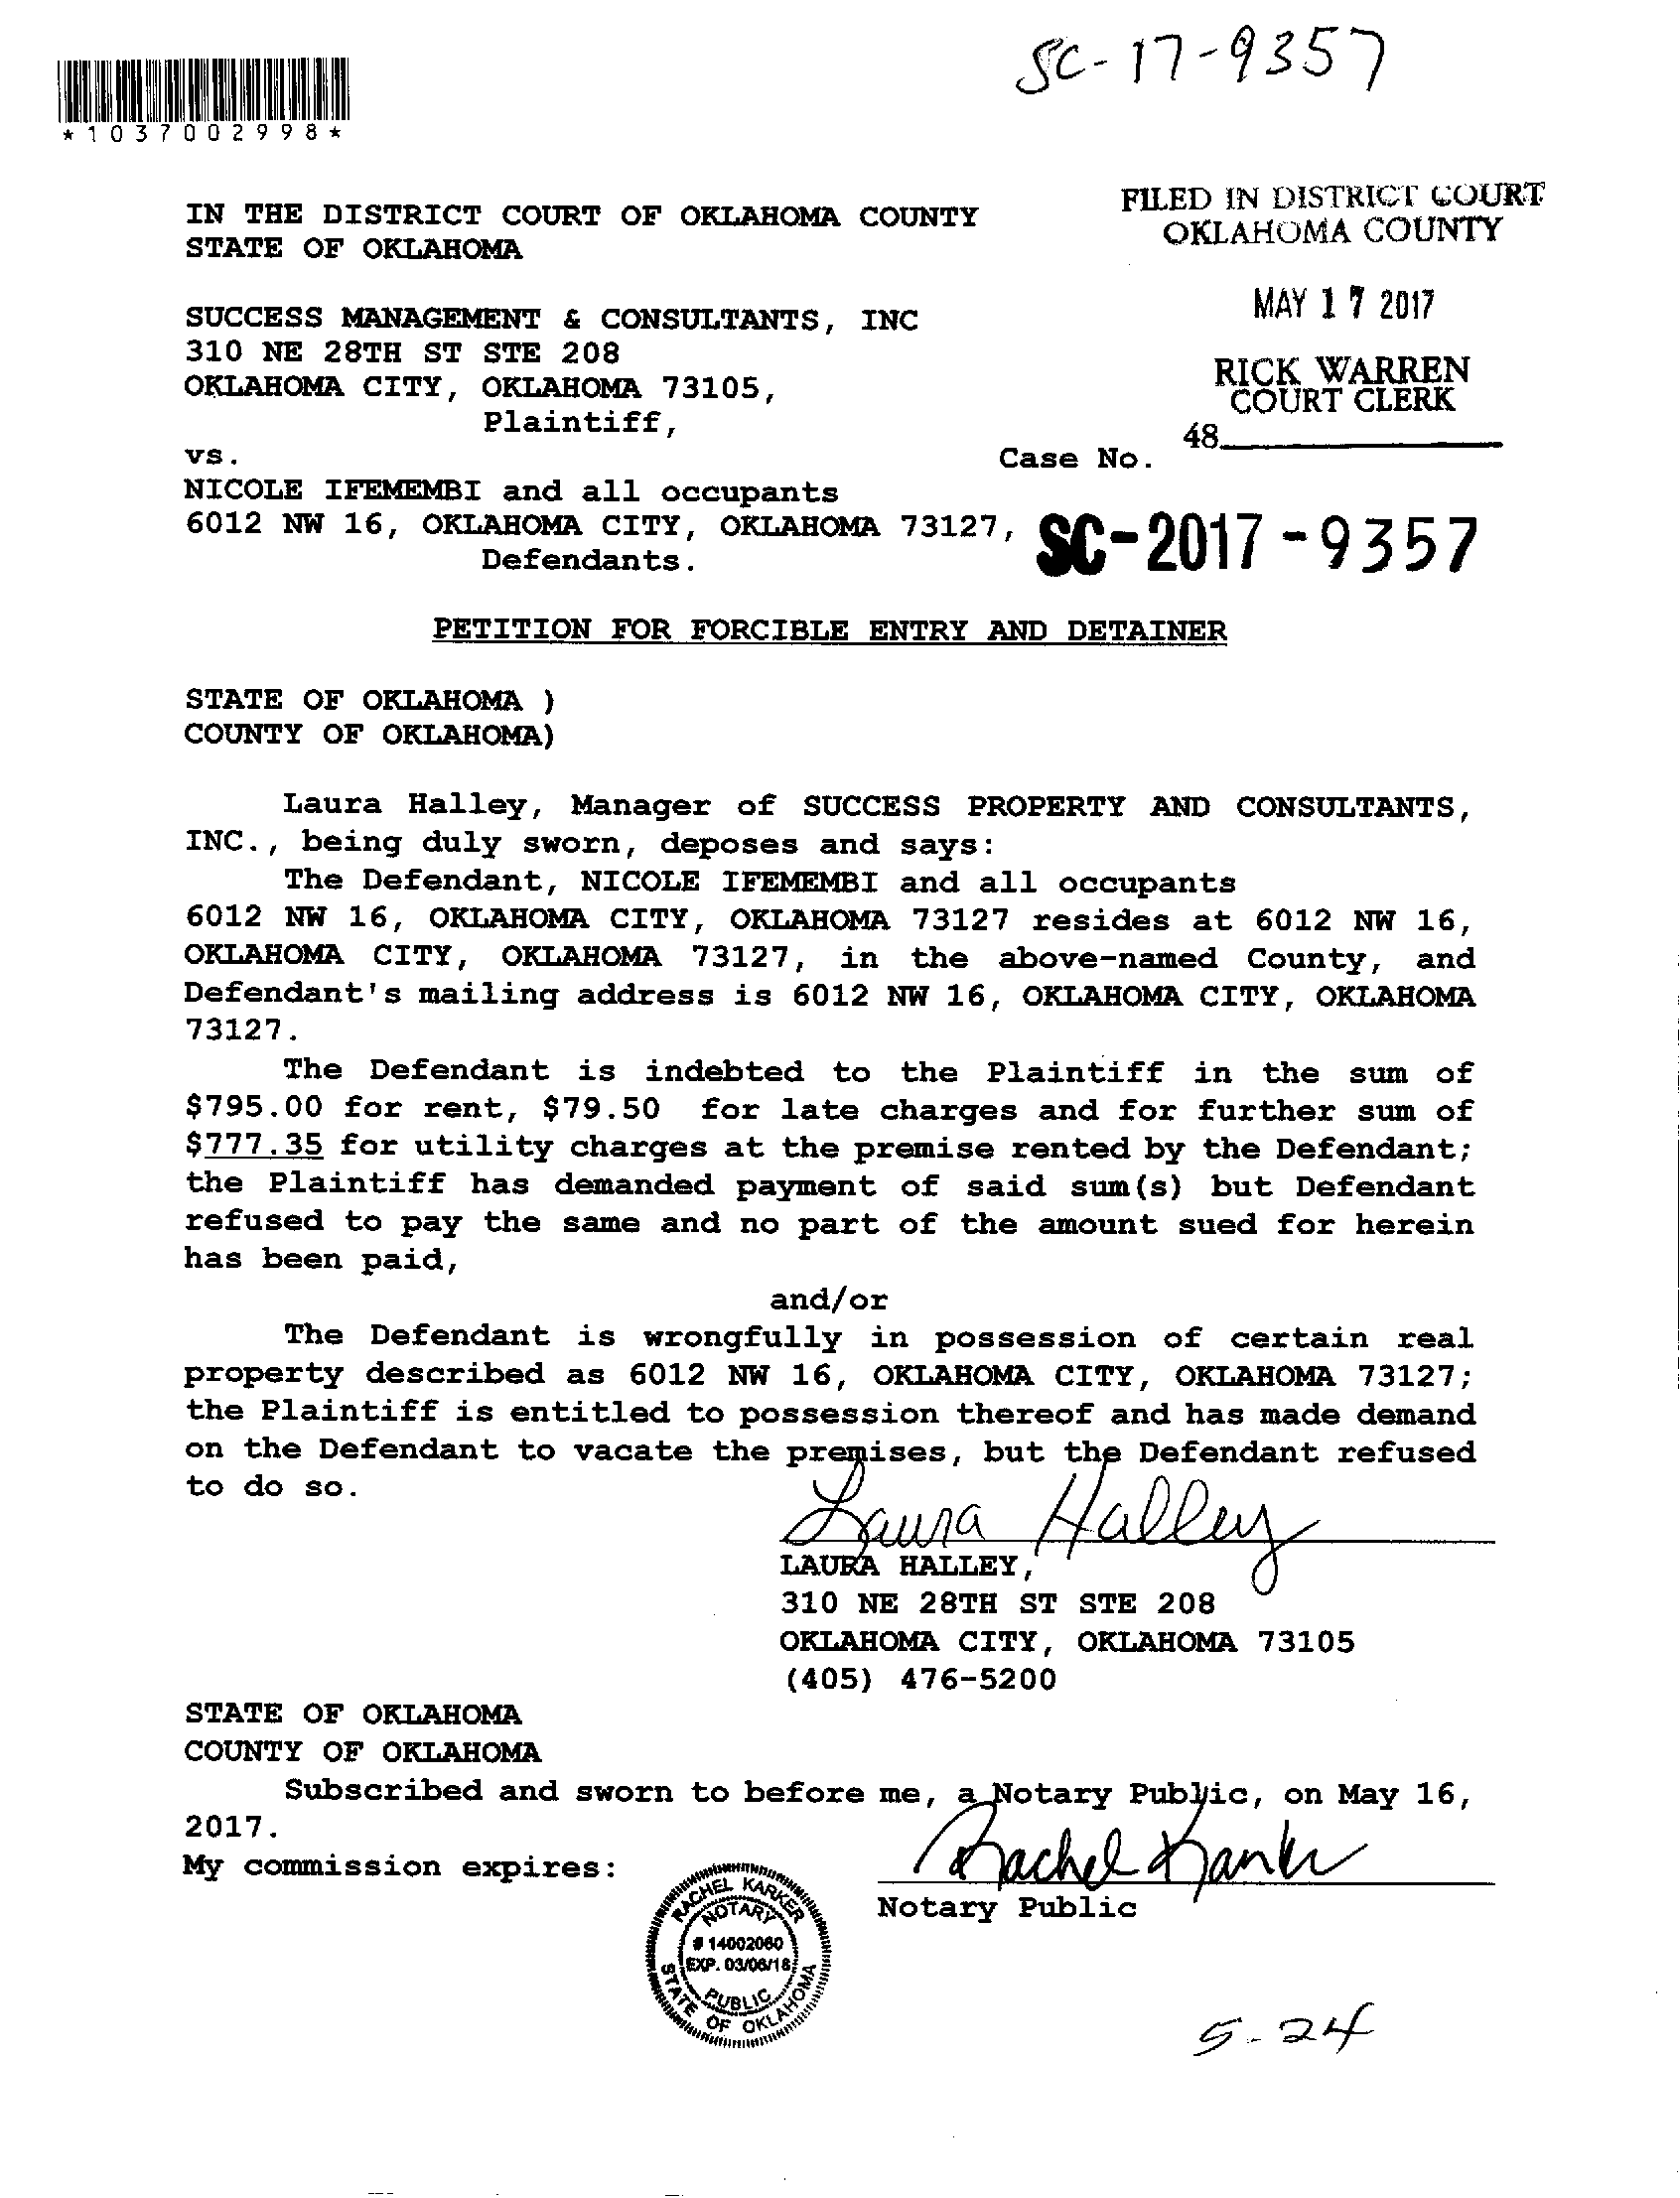 SC-17-9357
*1037002998*
FILED IN DISTRICT COURT
OKLAHOMA COUNTY
IN THE DISTRICT COURT OF OKLAHOMA COUNTY
STATE OF OKLAHOMA
MAY 17 2017
SUCCESS MANAGEMENT & CONSULTANTS, INC
310 NE 28TH ST STE 208
OKLAHOMA CITY, OKLAHOMA 73105,
Plaintiff,
RICK WARREN
COURT CLERK
48
vs.
Case No.
NICOLE IFEMEMBI and all occupants
6012 NW 16, OKLAHOMA CITY, OKLAHOMA 73127,
SC-2017-9357
Defendants.
PETITION FOR FORCIBLE ENTRY AND DETAINER
STATE OF OKLAHOMA )
COUNTY OF OKLAHOMA)
Laura Halley, Manager of SUCCESS PROPERTY AND CONSULTANTS,
INC., being duly sworn, deposes and says:
The Defendant, NICOLE IFEMEMBI and all occupants
6012 NW 16, OKLAHOMA CITY, OKLAHOMA 73127 resides at 6012 NW 16,
OKLAHOMA CITY, OKLAHOMA 73127, in the above-named County, and
Defendant's mailing address is 6012 NW 16, OKLAHOMA CITY, OKLAHOMA
73127.
The Defendant is indebted to the Plaintiff in the sum of
$795.00 for rent, $79.50 for late charges and for further sum of
$777.35 for utility charges at the premise rented by the Defendant;
the Plaintiff has demanded payment of said sum(s) but Defendant
refused to pay the same and no part of the amount sued for herein
has been paid,
and/or
The Defendant is wrongfully in possession of certain real
property described as 6012 NW 16, OKLAHOMA CITY, OKLAHOMA 73127;
the Plaintiff is entitled to possession thereof and has made demand
on the Defendant to vacate the premises, but the Defendant refused
to do so.
Laura Halley
LAURA HALLEY,
310 NE 28TH ST STE 208
OKLAHOMA CITY, OKLAHOMA 73105
(405) 476-5200
STATE OF OKLAHOMA
COUNTY OF OKLAHOMA
Subscribed and sworn to before me, a Notary Public, on May 16,
2017.
My commission expires:
Rachel Karker
Notary Public
RACHEL KARKER
NOTARY
# 14002060
EXP. 03/06/18
PUBLIC
STATE OF OKLAHOMA
5-24